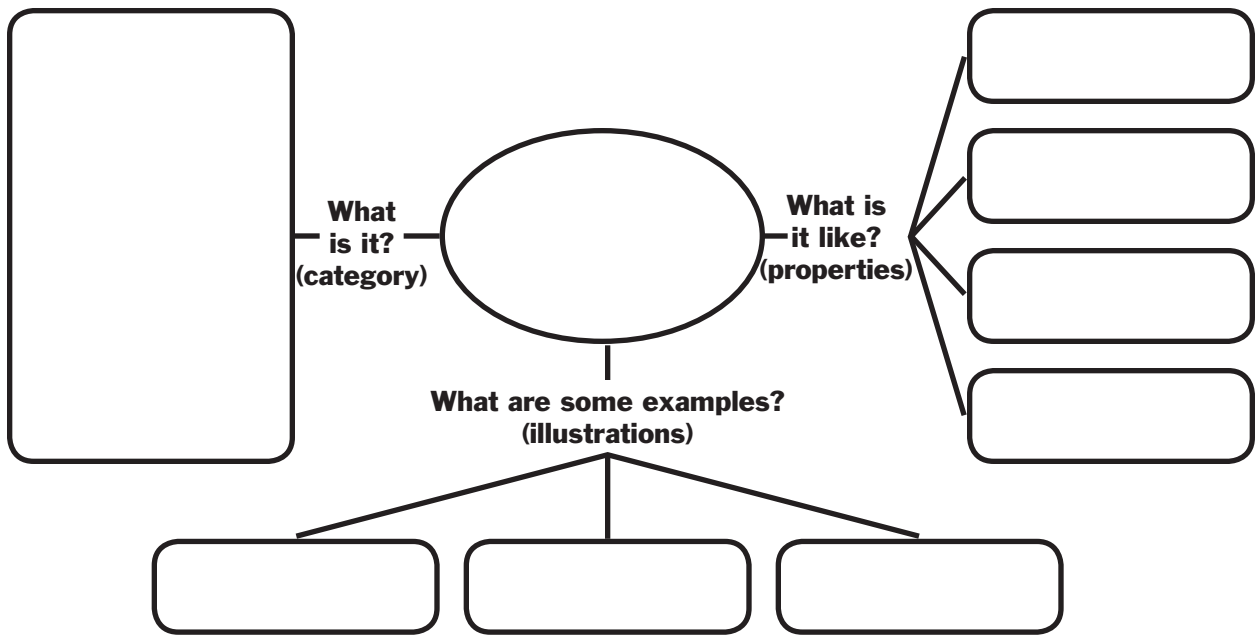 What
is it?
(category)
What is
it like?
(properties)
What are some examples?
(illustrations)